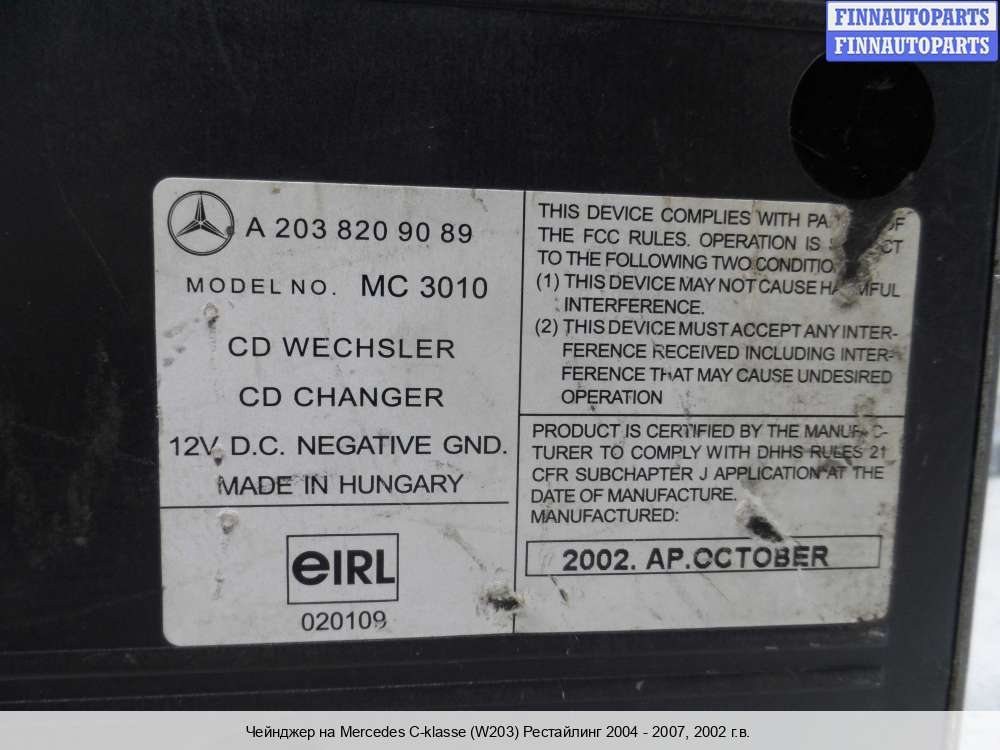 FINNAUTOPARTS
FINNAUTOPARTS
A 203 820 90 89
MODEL NO. MC 3010
CD WECHSLER
CD CHANGER
12V. D.C. NEGATIVE GND.
MADE IN HUNGARY
eIRL
020109
THIS DEVICE COMPLIES WITH OF
THE FCC RULES. OPERATION IS
TO THE FOLLOWING TWO
(1) THIS DEVICE MAY NOT CAUSE HARMFUL
INTERFERENCE.
(2) THIS DEVICE MUST ACCEPT ANY INTER-
FERENCE RECEIVED INCLUDING INTER-
FERENCE THAT MAY CAUSE UNDESIRED
OPERATION
PRODUCT IS CERTIFIED BY THE MANUFAC-
TURER TO COMPLY WITH DHHS RULES 21
CFR SUBCHAPTER J APPLICATION AT THE
DATE OF MANUFACTURE.
MANUFACTURED:
2002. AP.OCTOBER
Чейнджер на Mercedes C-klasse (W203) Рестайлинг 2004 - 2007, 2002 г.в.